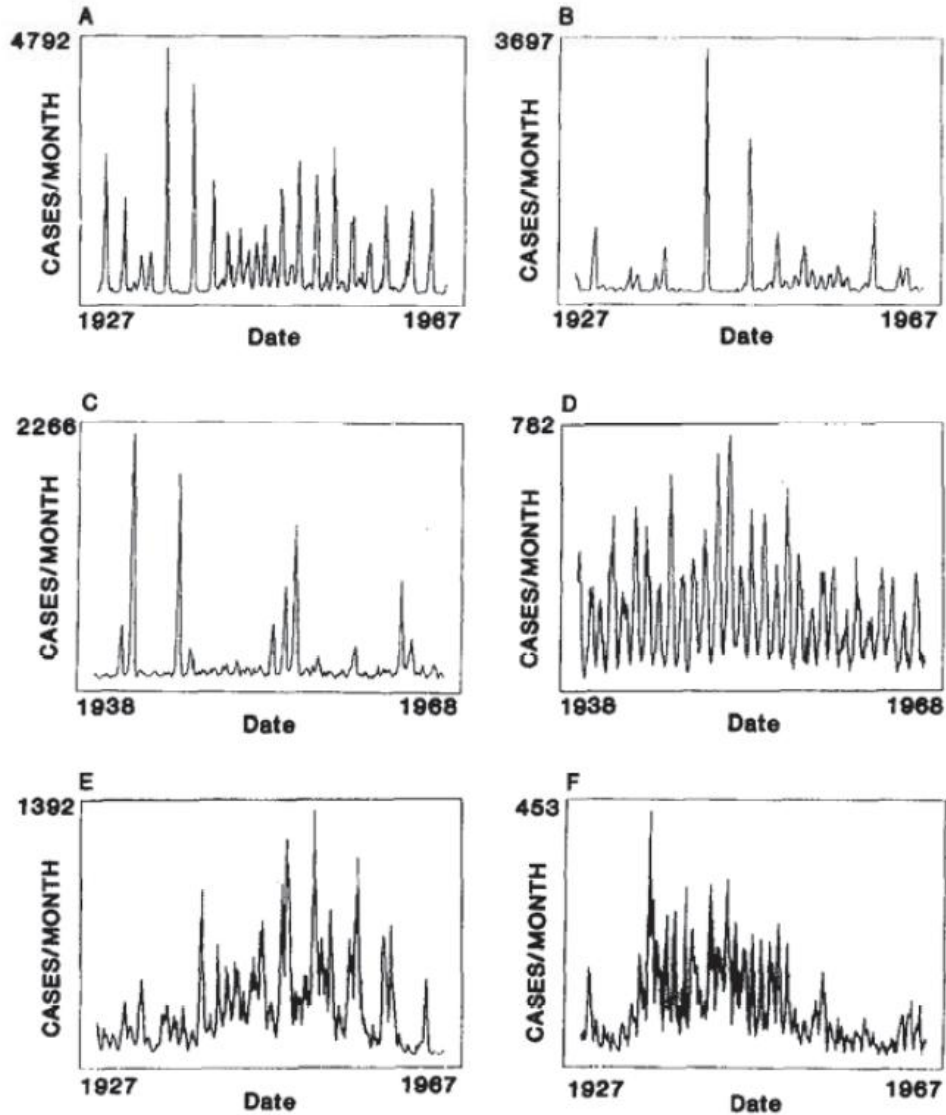 A
4792
CASES/MONTH
1927
1967
Date
B
3697
CASES/MONTH
1927
1967
Date
C
2266
CASES/MONTH
1938
1968
Date
D
782
CASES/MONTH
1938
1968
Date
E
1392
CASES/MONTH
1927
1967
Date
F
453
CASES/MONTH
1927
1967
Date